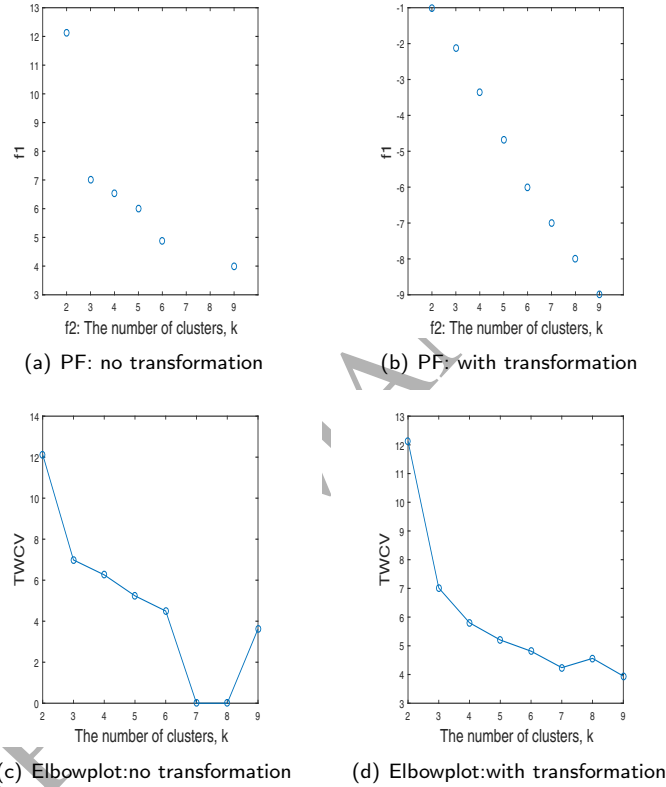 13
12
11
10
9
8
7
6
5
4
3
f1
2 3 4 5 6 7 8 9
f2: The number of clusters, k
(a) PF: no transformation
-1
-2
-3
-4
-5
-6
-7
-8
-9
f1
2 3 4 5 6 7 8 9
f2: The number of clusters, k
(b) PF: with transformation
14
12
10
8
6
4
2
0
TWCV
2 3 4 5 6 7 8 9
The number of clusters, k
(c) Elbowplot:no transformation
13
12
11
10
9
8
7
6
5
4
3
TWCV
2 3 4 5 6 7 8 9
The number of clusters, k
(d) Elbowplot:with transformation